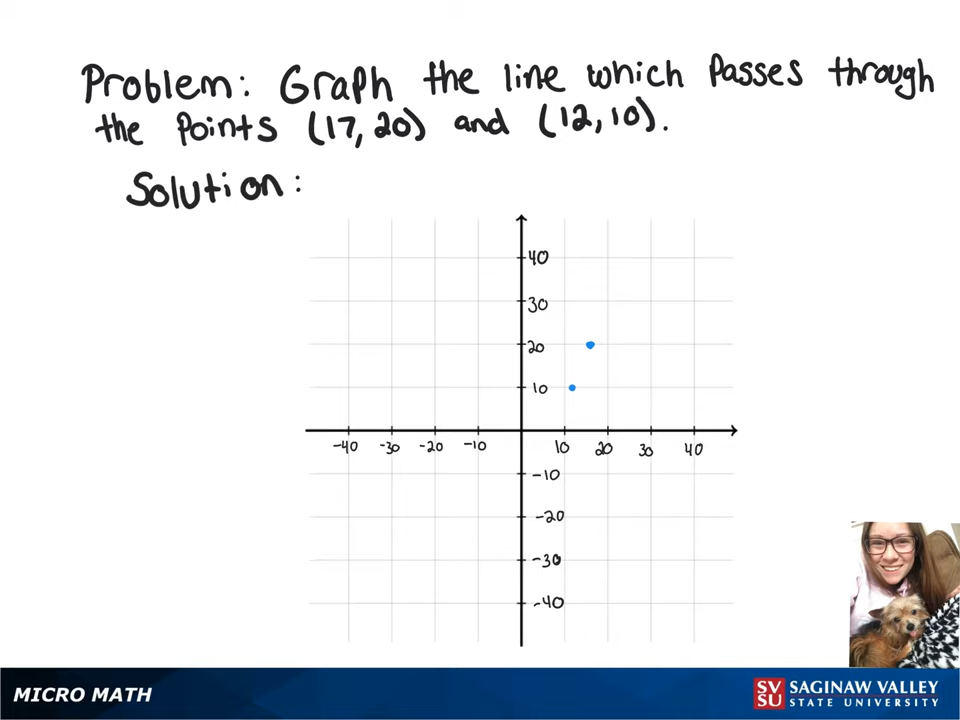 Problem: Graph the line which passes through
the points (17,20) and (12,10).
Solution:
40
30
20
10
-40 -30 -20 -10 10 20 30 40
-10
-20
-30
-40
MICRO MATH
SV SU SAGINAW VALLEY
STATE UNIVERSITY